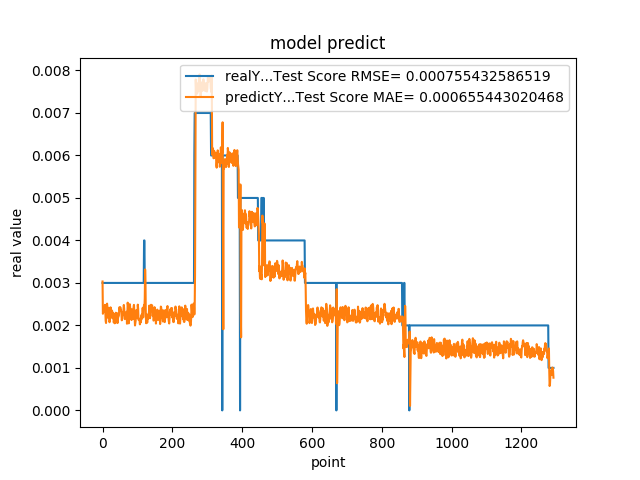 model predict
realY...Test Score RMSE= 0.000755432586519
predictY...Test Score MAE= 0.000655443020468
0.008
0.007
0.006
0.005
0.004
0.003
0.002
0.001
0.000
real value
0 200 400 600 800 1000 1200
point